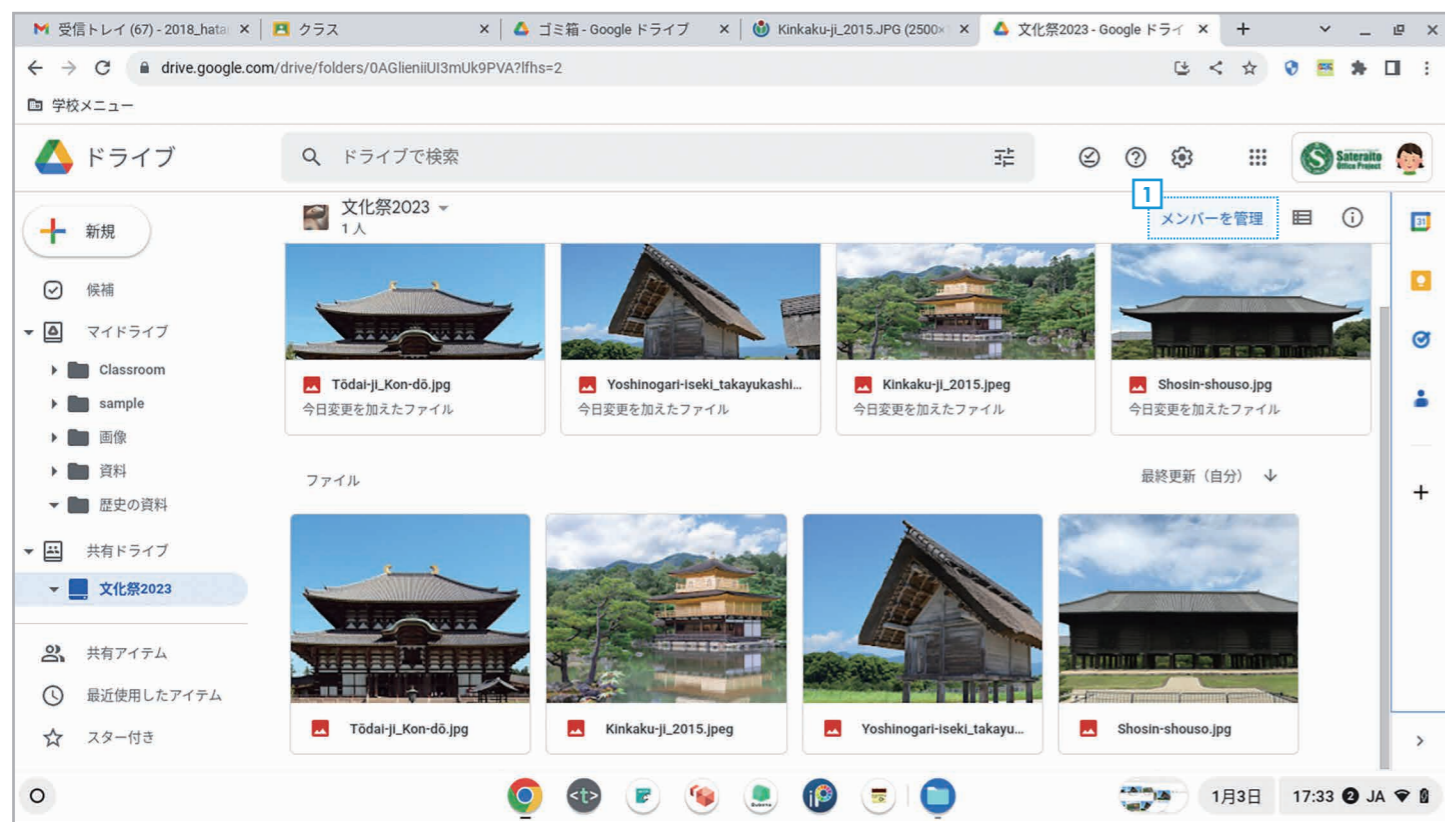 受信トレイ (67) - 2018_hata
クラス
ゴミ箱 - Google ドライブ
Kinkaku-ji_2015.JPG (2500×
文化祭2023 - Google ドライ
drive.google.com/drive/folders/0AGlieniiUI3mUk9PVA?lfhs=2
学校メニュー
ドライブ
ドライブで検索
Sateraito
Office Project
新規
文化祭2023
1 人
1
メンバーを管理
31
候補
マイドライブ
Classroom
sample
画像
資料
歴史の資料
共有ドライブ
文化祭2023
共有アイテム
最近使用したアイテム
スター付き
Tōdai-ji_Kon-dō.jpg
今日変更を加えたファイル
Yoshinogari-iseki_takayukashi...
今日変更を加えたファイル
Kinkaku-ji_2015.jpeg
今日変更を加えたファイル
Shosin-shouso.jpg
今日変更を加えたファイル
ファイル
最終更新（自分）
Tōdai-ji_Kon-dō.jpg
Kinkaku-ji_2015.jpeg
Yoshinogari-iseki_takayu...
Shosin-shouso.jpg
<t>
iP
1月3日
17:33 2 JA